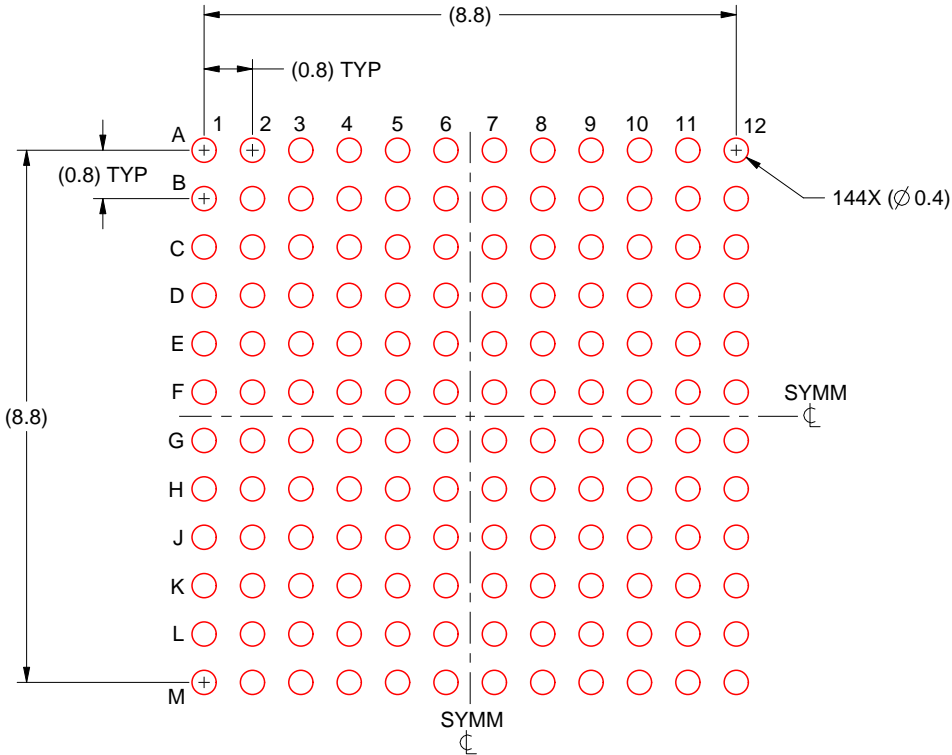 (8.8)
(0.8) TYP
1 2 3 4 5 6 7 8 9 10 11 12
A
(0.8) TYP
B
144X (∅ 0.4)
C
D
E
F
SYMM
℄
(8.8)
G
H
J
K
L
M
SYMM
℄